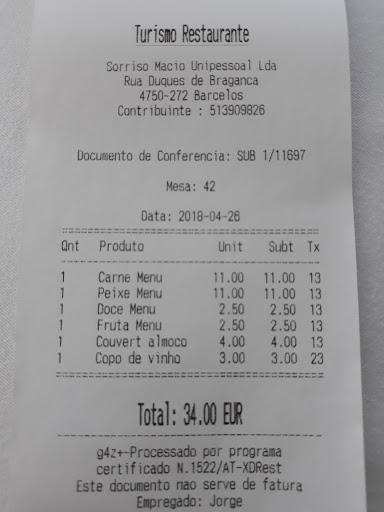 Turismo Restaurante
Sorriso Macio Unipessoal Lda
Rua Duques de Braganca
4750-272 Barcelos
Contribuinte : 513909826
Documento de Conferencia: SUB 1/11697
Mesa: 42
Data: 2018-04-26
Qnt Produto Unit Subt Tx
1 Carne Menu 11.00 11.00 13
1 Peixe Menu 11.00 11.00 13
1 Doce Menu 2.50 2.50 13
1 Fruta Menu 2.50 2.50 13
1 Couvert almoco 4.00 4.00 13
1 Copo de vinho 3.00 3.00 23
Total: 34.00 EUR
g4z+-Processado por programa
certificado N.1522/AT-XDRest
Este documento nao serve de fatura
Empregado: Jorge